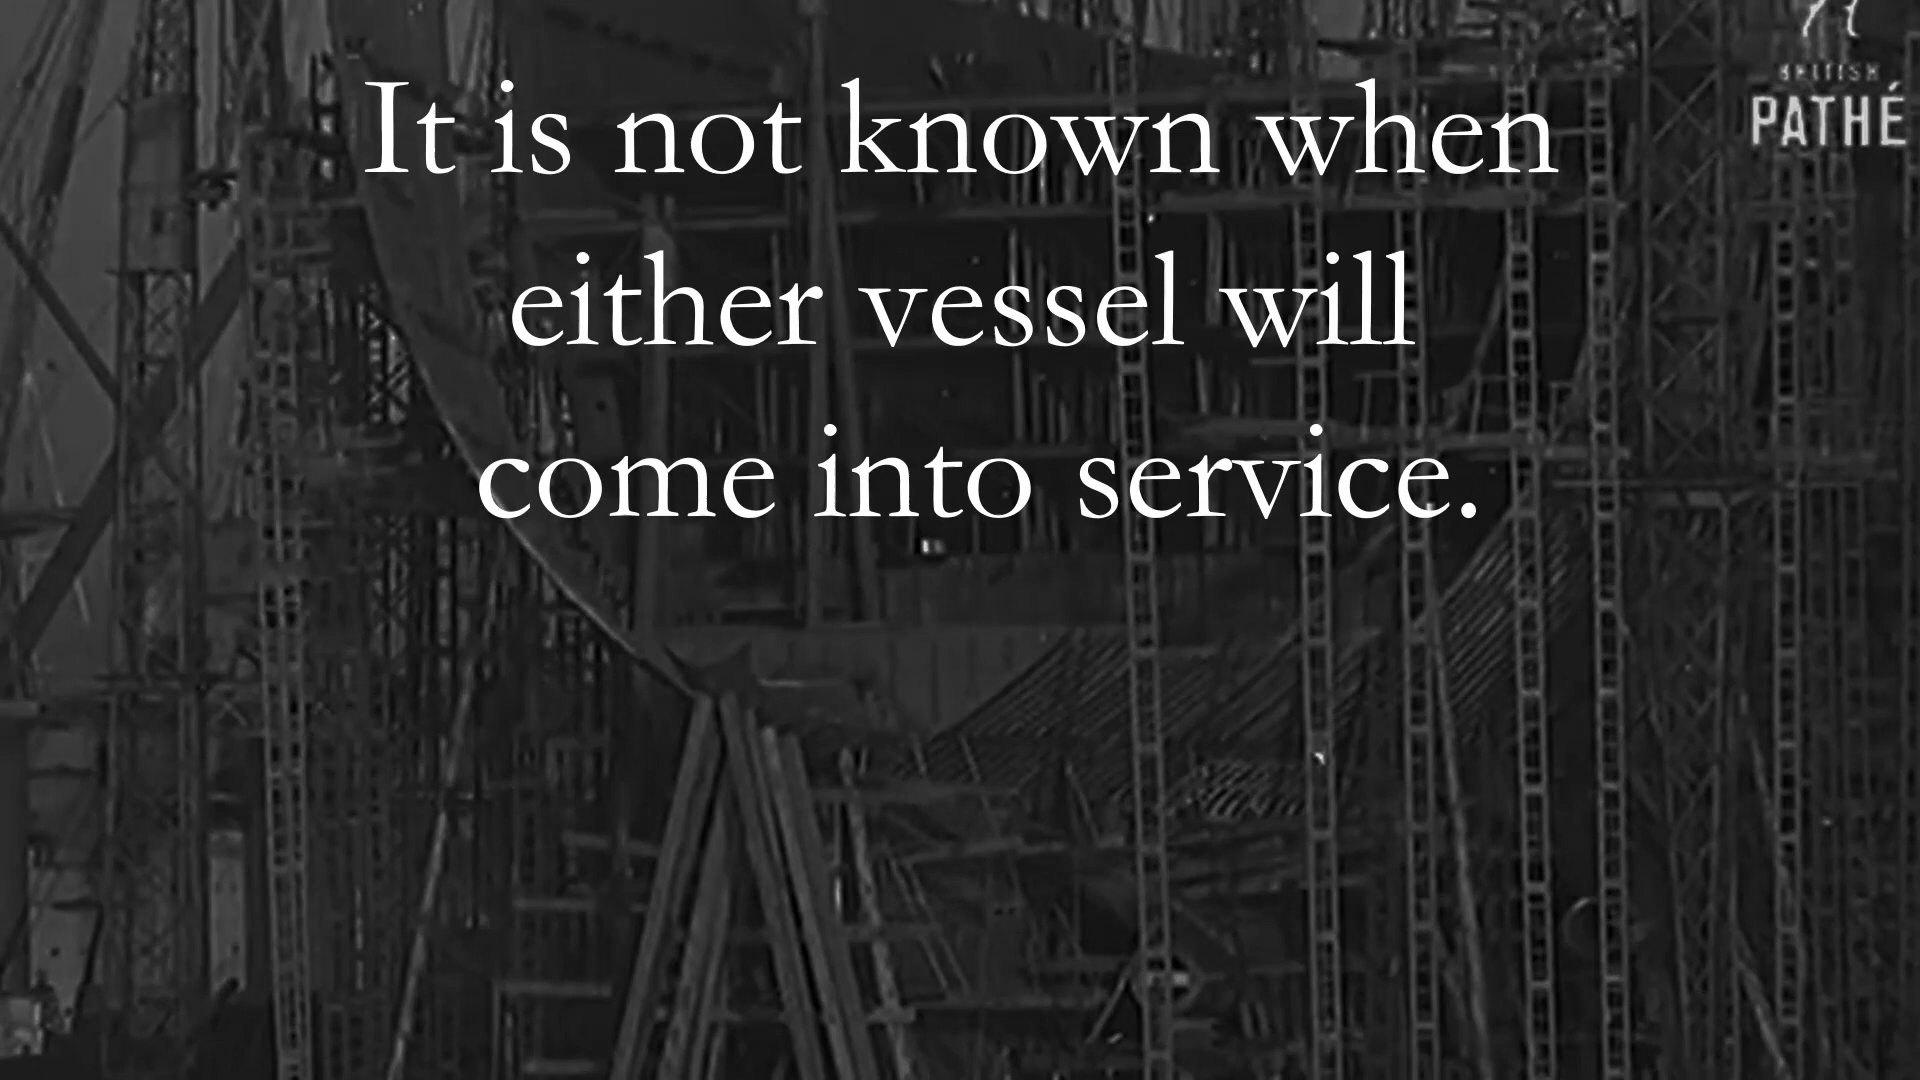 It is not known when
either vessel will
come into service.
BRITISH
PATHÉ